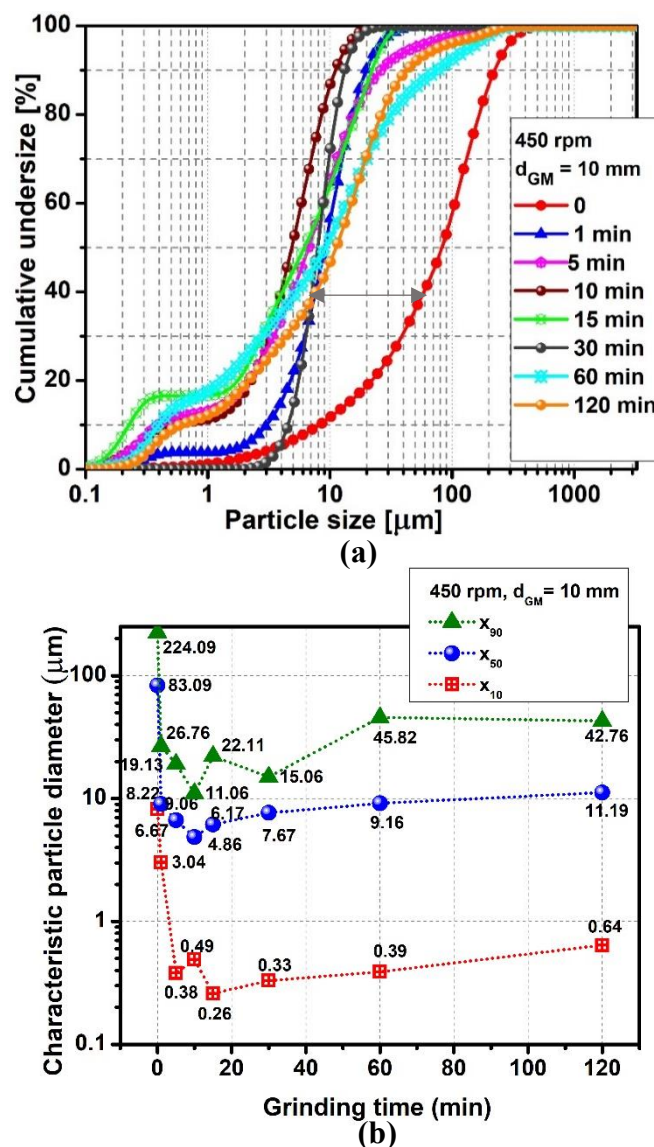 100
80
60
40
20
0
Cumulative undersize [%]
450 rpm
d_GM = 10 mm
0
1 min
5 min
10 min
15 min
30 min
60 min
120 min
0.1 1 10 100 1000
Particle size [μm]
(a)
450 rpm, d_GM = 10 mm
x_90
x_50
x_10
Characteristic particle diameter (μm)
100
10
1
0.1
224.09
83.09
26.76
19.13
22.11
45.82
42.76
8.22
9.06
11.06
15.06
6.67
6.17
4.86
7.67
9.16
11.19
3.04
0.49
0.38
0.26
0.33
0.39
0.64
0 20 40 60 80 100 120
Grinding time (min)
(b)